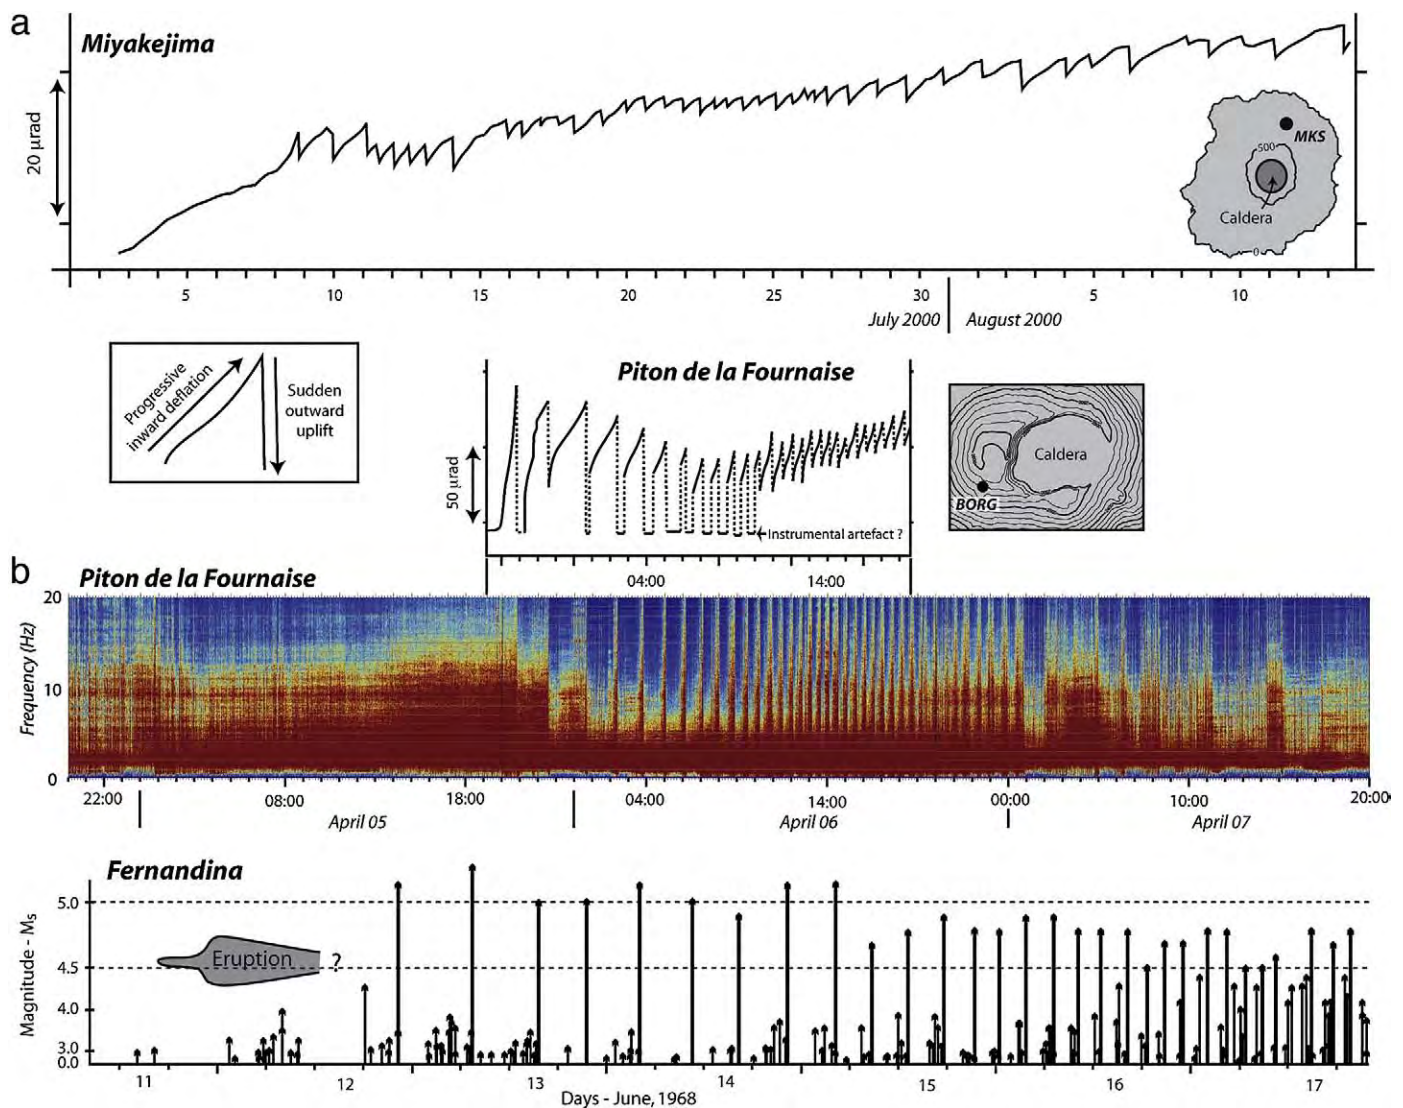 a
Miyakejima
20 μrad
MKS
500
Caldera
0
5 10 15 20 25 30 5 10
July 2000 August 2000
Progressive
inward deflation
Sudden
outward
uplift
Piton de la Fournaise
50 μrad
Instrumental artefact ?
04:00 14:00
Caldera
BORG
b
Piton de la Fournaise
Frequency (Hz)
20
10
0
22:00 08:00 18:00 04:00 14:00 00:00 10:00 20:00
April 05 April 06 April 07
Fernandina
Magnitude - Ms
5.0
4.5
4.0
3.0
0.0
Eruption ?
11 12 13 14 15 16 17
Days - June, 1968